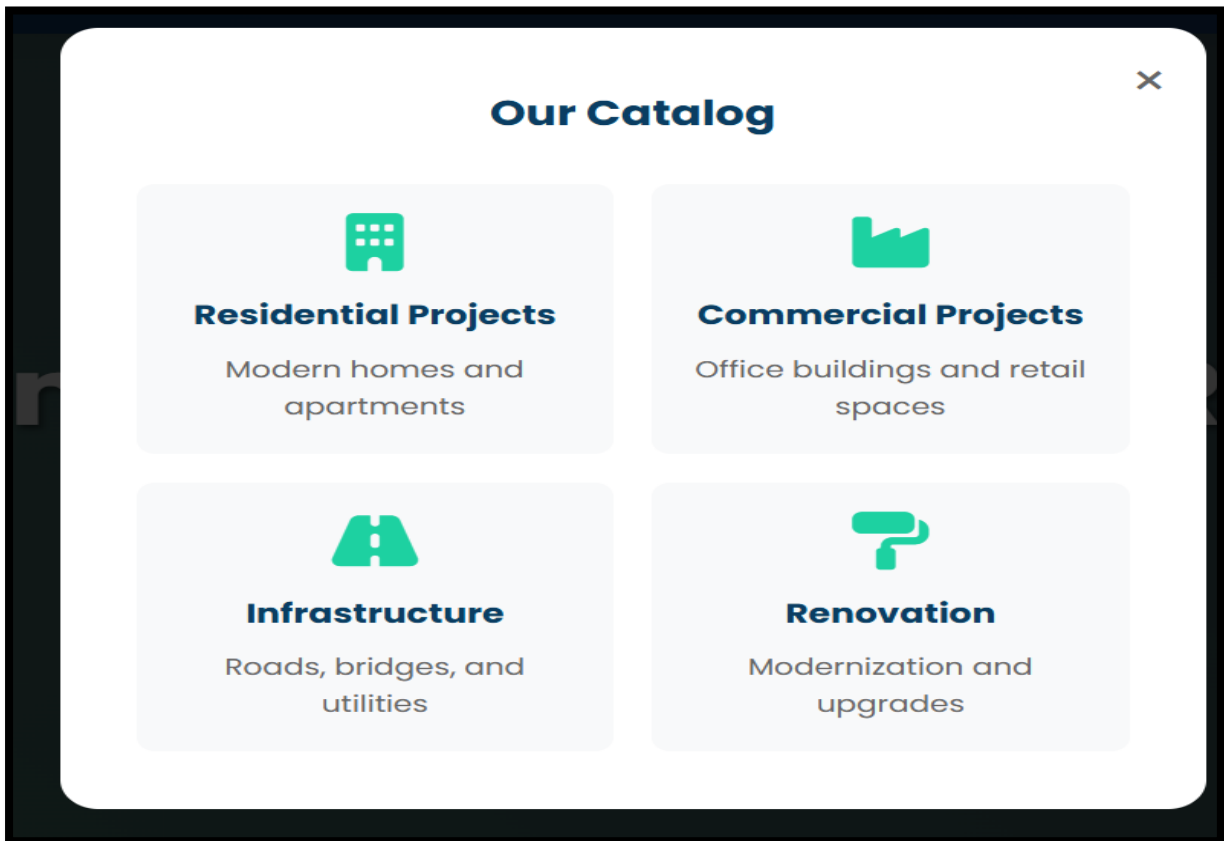 Our Catalog
Residential Projects
Modern homes and
apartments
Commercial Projects
Office buildings and retail
spaces
Infrastructure
Roads, bridges, and
utilities
Renovation
Modernization and
upgrades